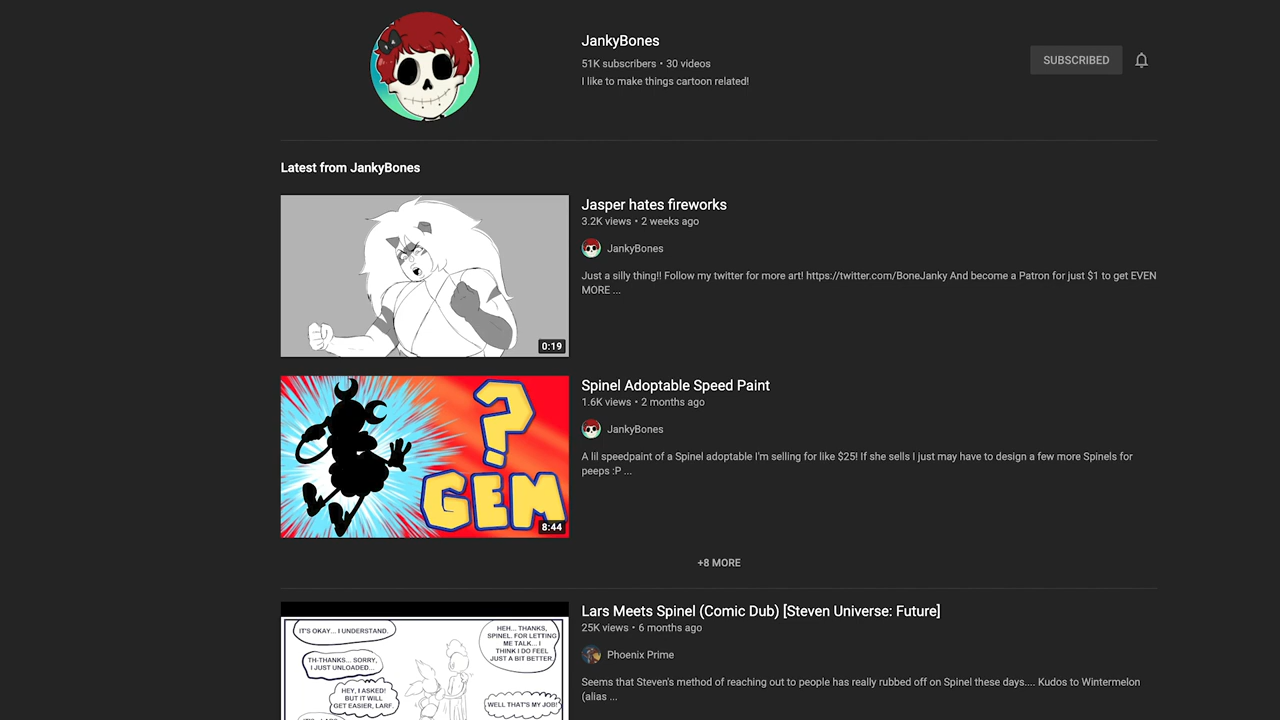 JankyBones
51K subscribers • 30 videos
I like to make things cartoon related!
SUBSCRIBED
Latest from JankyBones
Jasper hates fireworks
3.2K views • 2 weeks ago
JankyBones
Just a silly thing!! Follow my twitter for more art! https://twitter.com/BoneJanky And become a Patron for just $1 to get EVEN
MORE ...
0:19
Spinel Adoptable Speed Paint
1.6K views • 2 months ago
JankyBones
A lil speedpaint of a Spinel adoptable I'm selling for like $25! If she sells I just may have to design a few more Spinels for
peeps :P ...
?
GEM
8:44
+8 MORE
Lars Meets Spinel (Comic Dub) [Steven Universe: Future]
25K views • 6 months ago
Phoenix Prime
Seems that Steven's method of reaching out to people has really rubbed off on Spinel these days.... Kudos to Wintermelon
(alias ...
IT'S OKAY... I UNDERSTAND.
HEH... THANKS,
SPINEL. FOR LETTING
ME TALK... I
THINK I DO FEEL
JUST A BIT BETTER.
TH-THANKS... SORRY,
I JUST UNLOADED...
HEY, I ASKED!
BUT IT WILL
GET EASIER, LARF.
WELL THAT'S MY JOB!